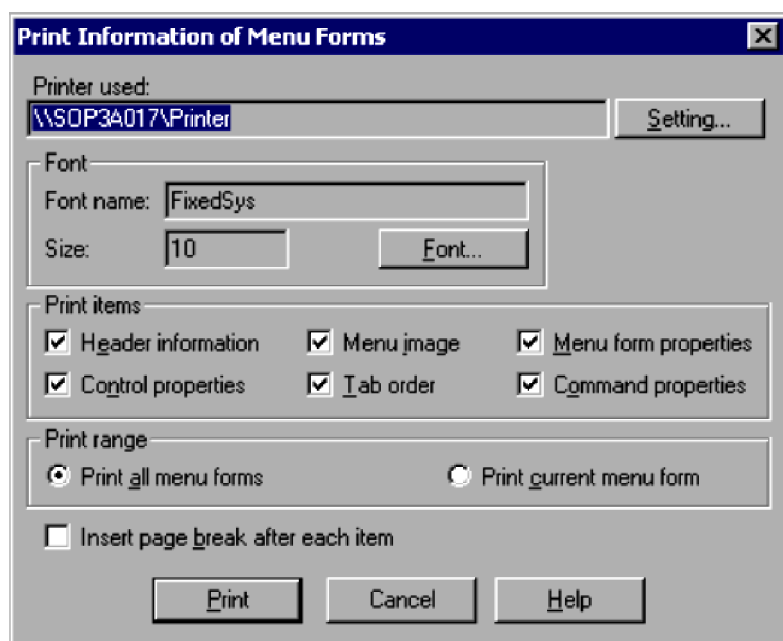 Print Information of Menu Forms
Printer used:
\\SOP3A017\Printer
Setting...
Font
Font name: FixedSys
Size: 10 Font...
Print items
Header information Menu image Menu form properties
Control properties Tab order Command properties
Print range
Print all menu forms Print current menu form
Insert page break after each item
Print Cancel Help